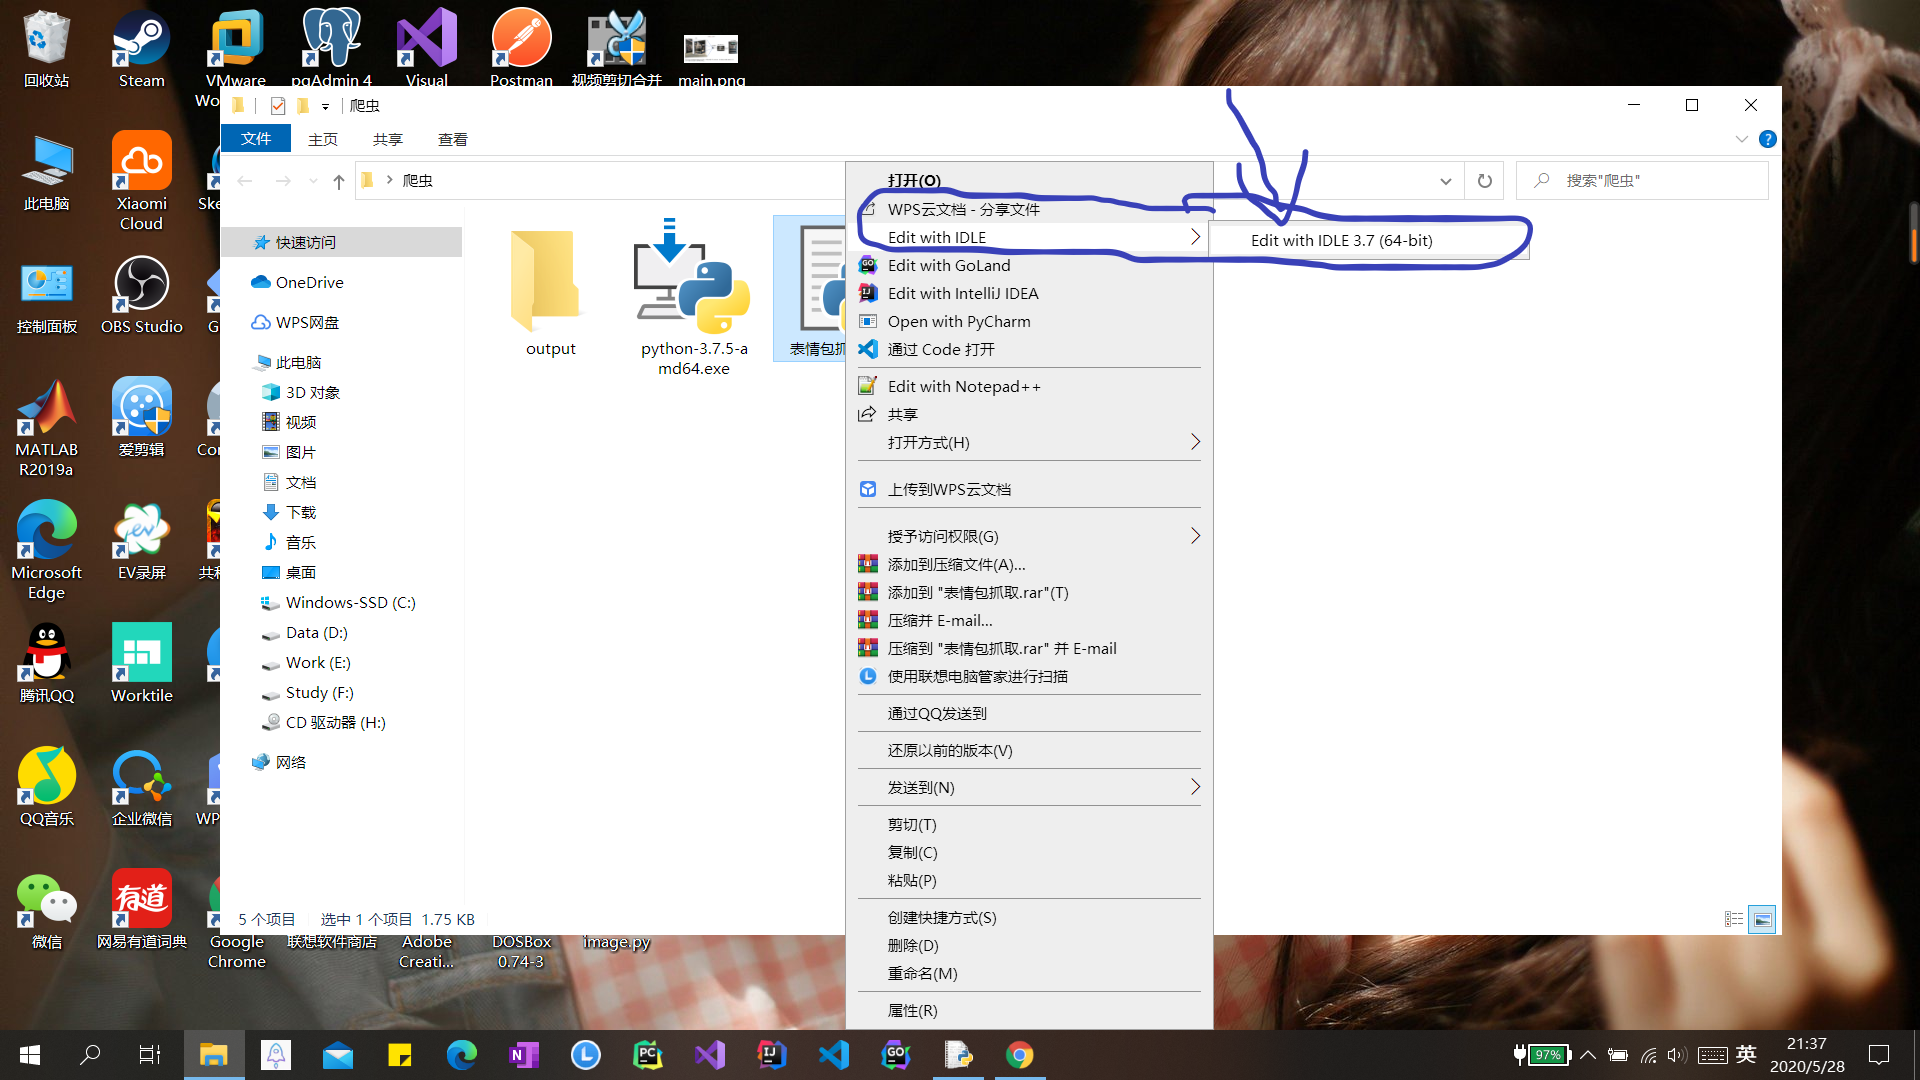 回收站
Steam
VMware
Wo
pgAdmin 4
Visual
Postman
视频剪切合并
main.png
此电脑
Xiaomi
Cloud
Ske
控制面板
OBS Studio
G
MATLAB
R2019a
爱剪辑
Cor
Microsoft
Edge
EV录屏
腾讯QQ
Worktile
QQ音乐
企业微信
WP
微信
网易有道词典
Google
Chrome
联想软件商店
Adobe
Creati...
DOSBox
0.74-3
image.py
爬虫
文件
主页
共享
查看
爬虫
搜索"爬虫"
快速访问
OneDrive
WPS网盘
此电脑
3D 对象
视频
图片
文档
下载
音乐
桌面
Windows-SSD (C:)
Data (D:)
Work (E:)
Study (F:)
CD 驱动器 (H:)
网络
output
python-3.7.5-a
md64.exe
表情包抓
打开(O)
WPS云文档 - 分享文件
Edit with IDLE
Edit with IDLE 3.7 (64-bit)
Edit with GoLand
Edit with IntelliJ IDEA
Open with PyCharm
通过 Code 打开
Edit with Notepad++
共享
打开方式(H)
上传到WPS云文档
授予访问权限(G)
添加到压缩文件(A)...
添加到 "表情包抓取.rar"(T)
压缩并 E-mail...
压缩到 "表情包抓取.rar" 并 E-mail
使用联想电脑管家进行扫描
通过QQ发送到
还原以前的版本(V)
发送到(N)
剪切(T)
复制(C)
粘贴(P)
创建快捷方式(S)
删除(D)
重命名(M)
属性(R)
5 个项目
选中 1 个项目 1.75 KB
97%
英
21:37
2020/5/28